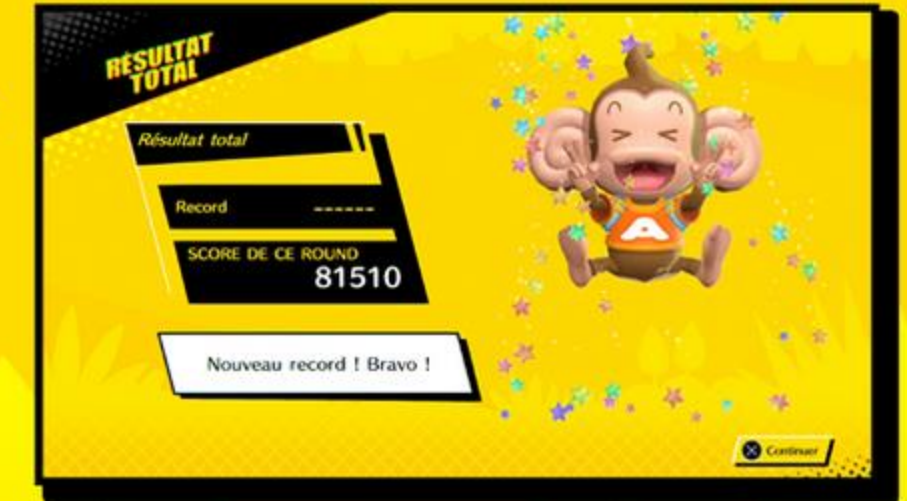 RÉSULTAT
TOTAL
Résultat total
Record ------
SCORE DE CE ROUND
81510
Nouveau record ! Bravo !
A
Continuer